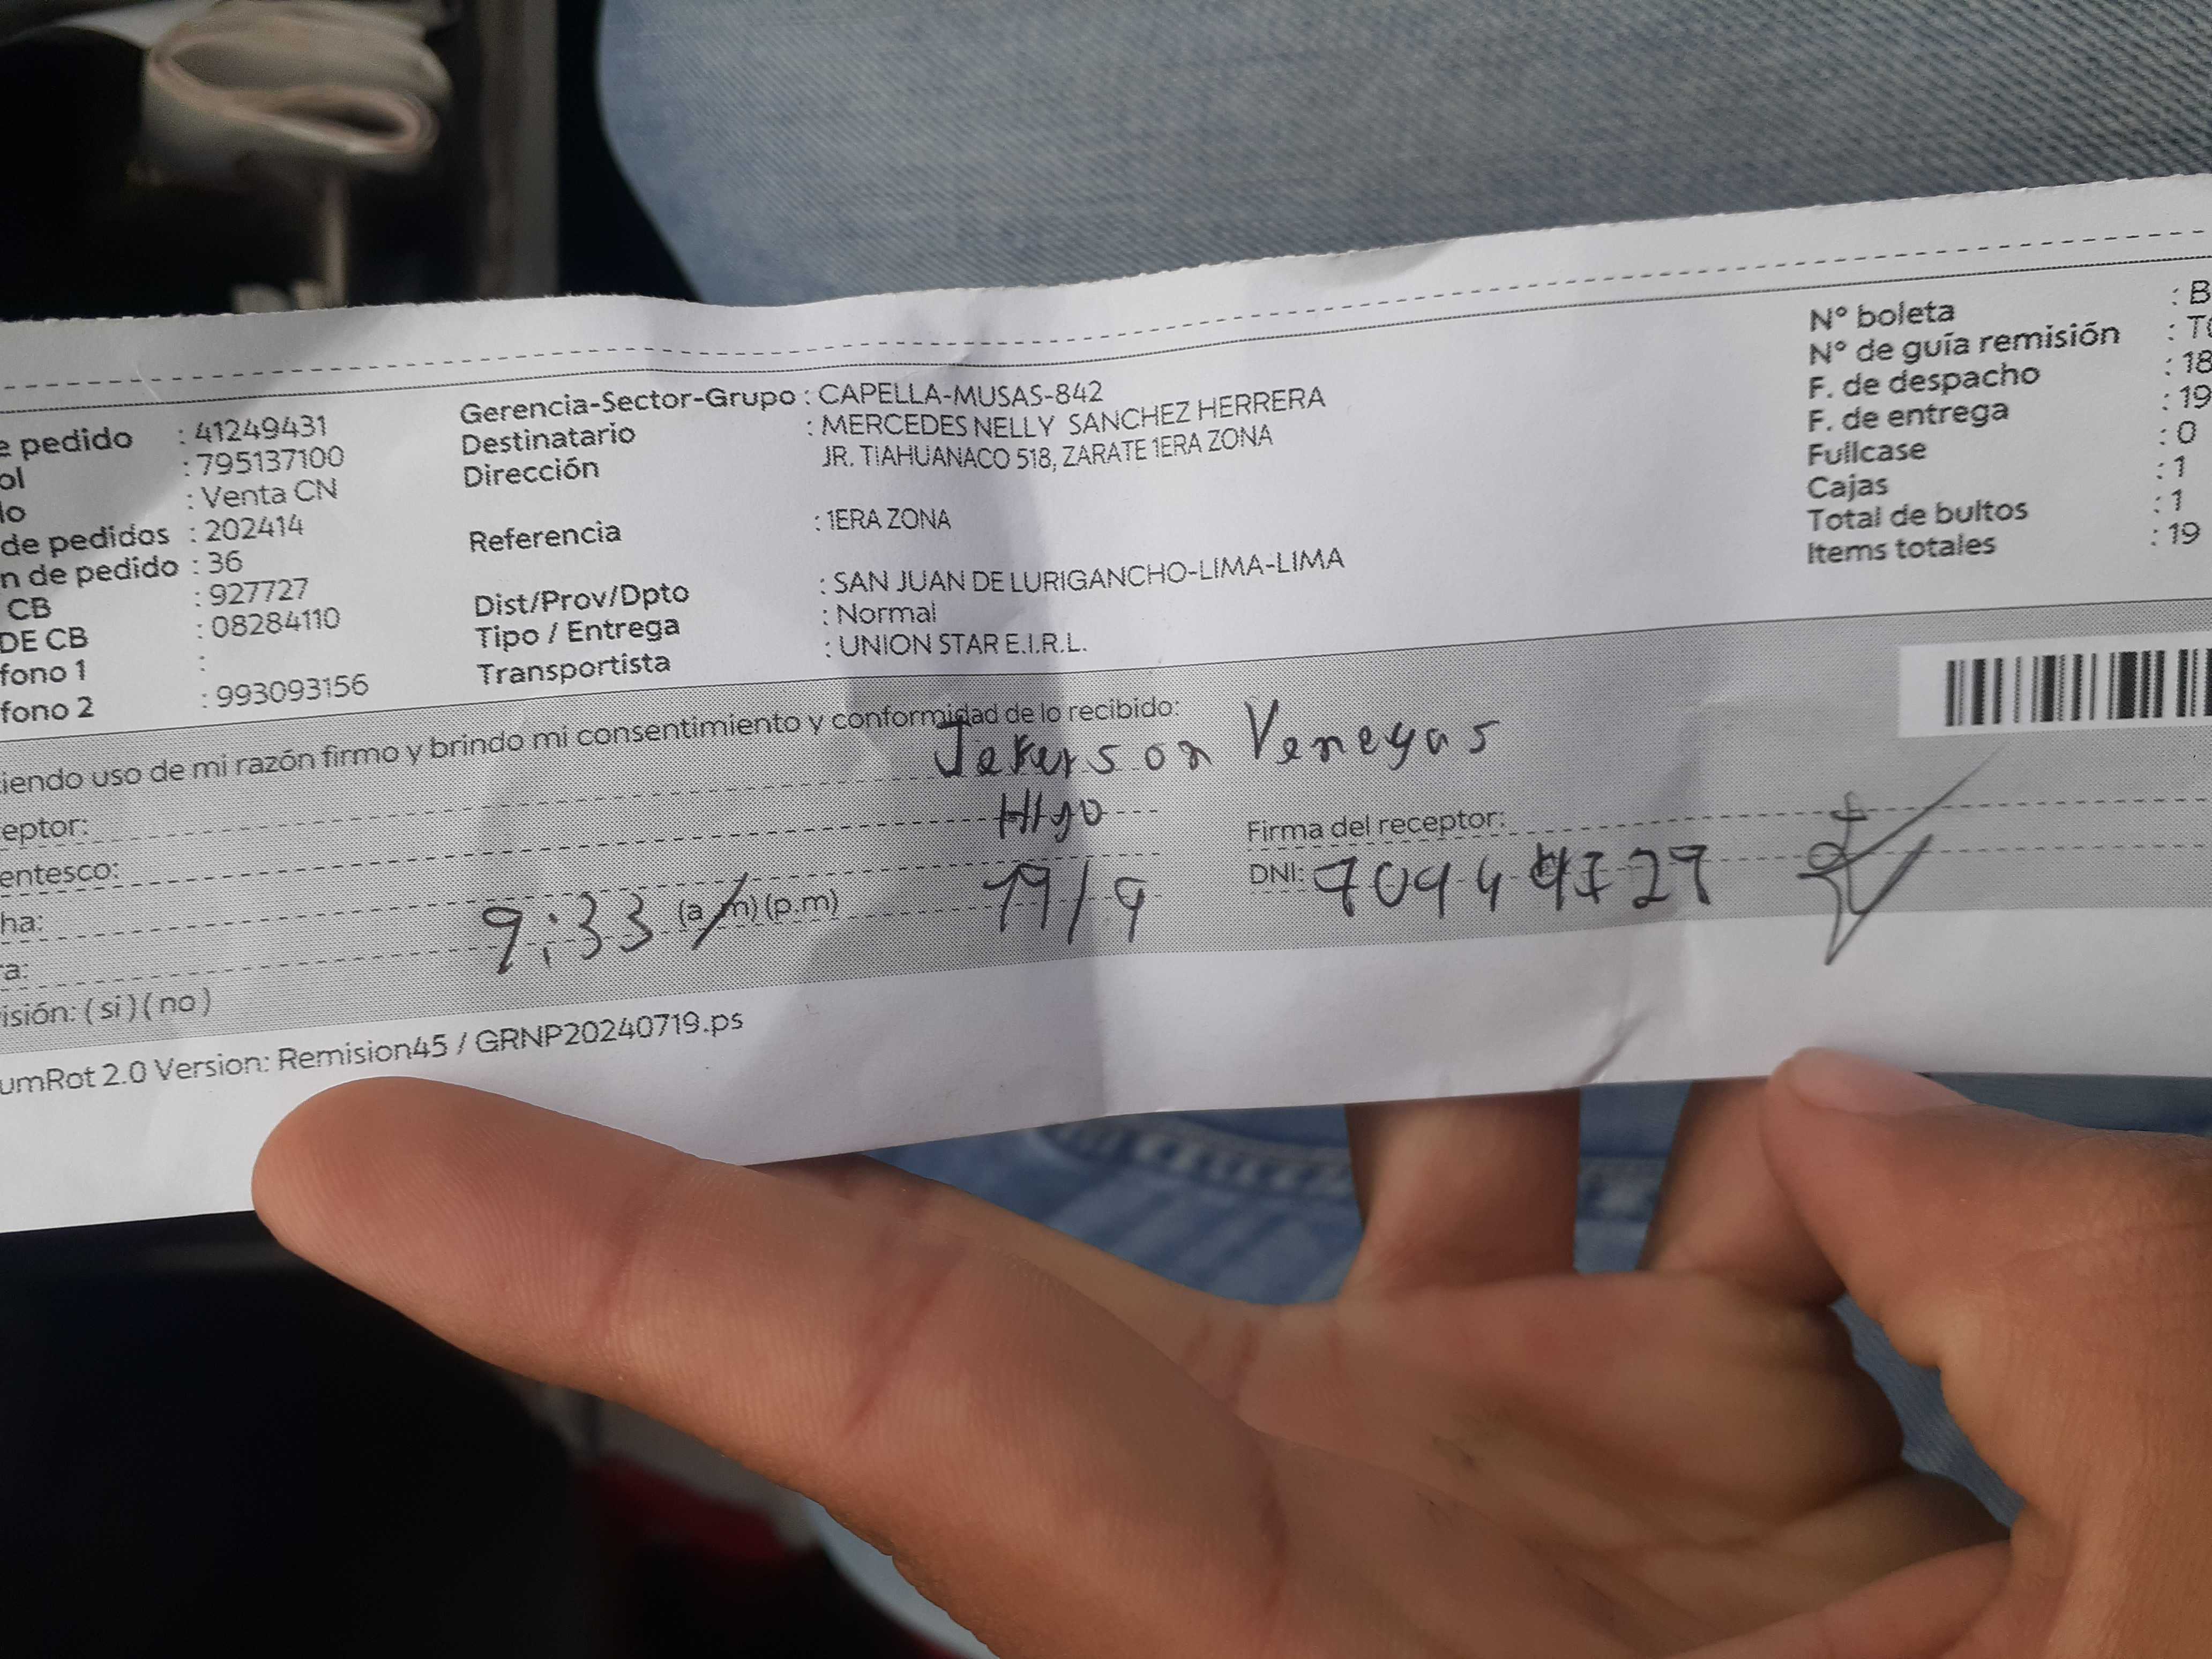 e pedido : 41249431
ol : 795137100
lo : Venta CN
de pedidos : 202414
n de pedido : 36
CB : 927727
DE CB : 08284110
fono 1 :
fono 2 : 993093156
Gerencia-Sector-Grupo : CAPELLA-MUSAS-842
Destinatario : MERCEDES NELLY SANCHEZ HERRERA
Dirección JR. TIAHUANACO 518, ZARATE 1ERA ZONA
Referencia : 1ERA ZONA
Dist/Prov/Dpto : SAN JUAN DE LURIGANCHO-LIMA-LIMA
Tipo / Entrega : Normal
Transportista : UNION STAR E.I.R.L.
N° boleta : B
N° de guía remisión : T
F. de despacho : 18
F. de entrega : 19
Fullcase : 0
Cajas : 1
Total de bultos : 1
Items totales : 19
iendo uso de mi razón firmo y brindo mi consentimiento y conformidad de lo recibido:
eptor: Jekerson Venegas
entesco: HIjo
Firma del receptor:
ha: 19/9
DNI:
a: 9:33 (a m) (p.m)
isión: ( si ) ( no )
umRot 2.0 Version: Remision45 / GRNP20240719.ps